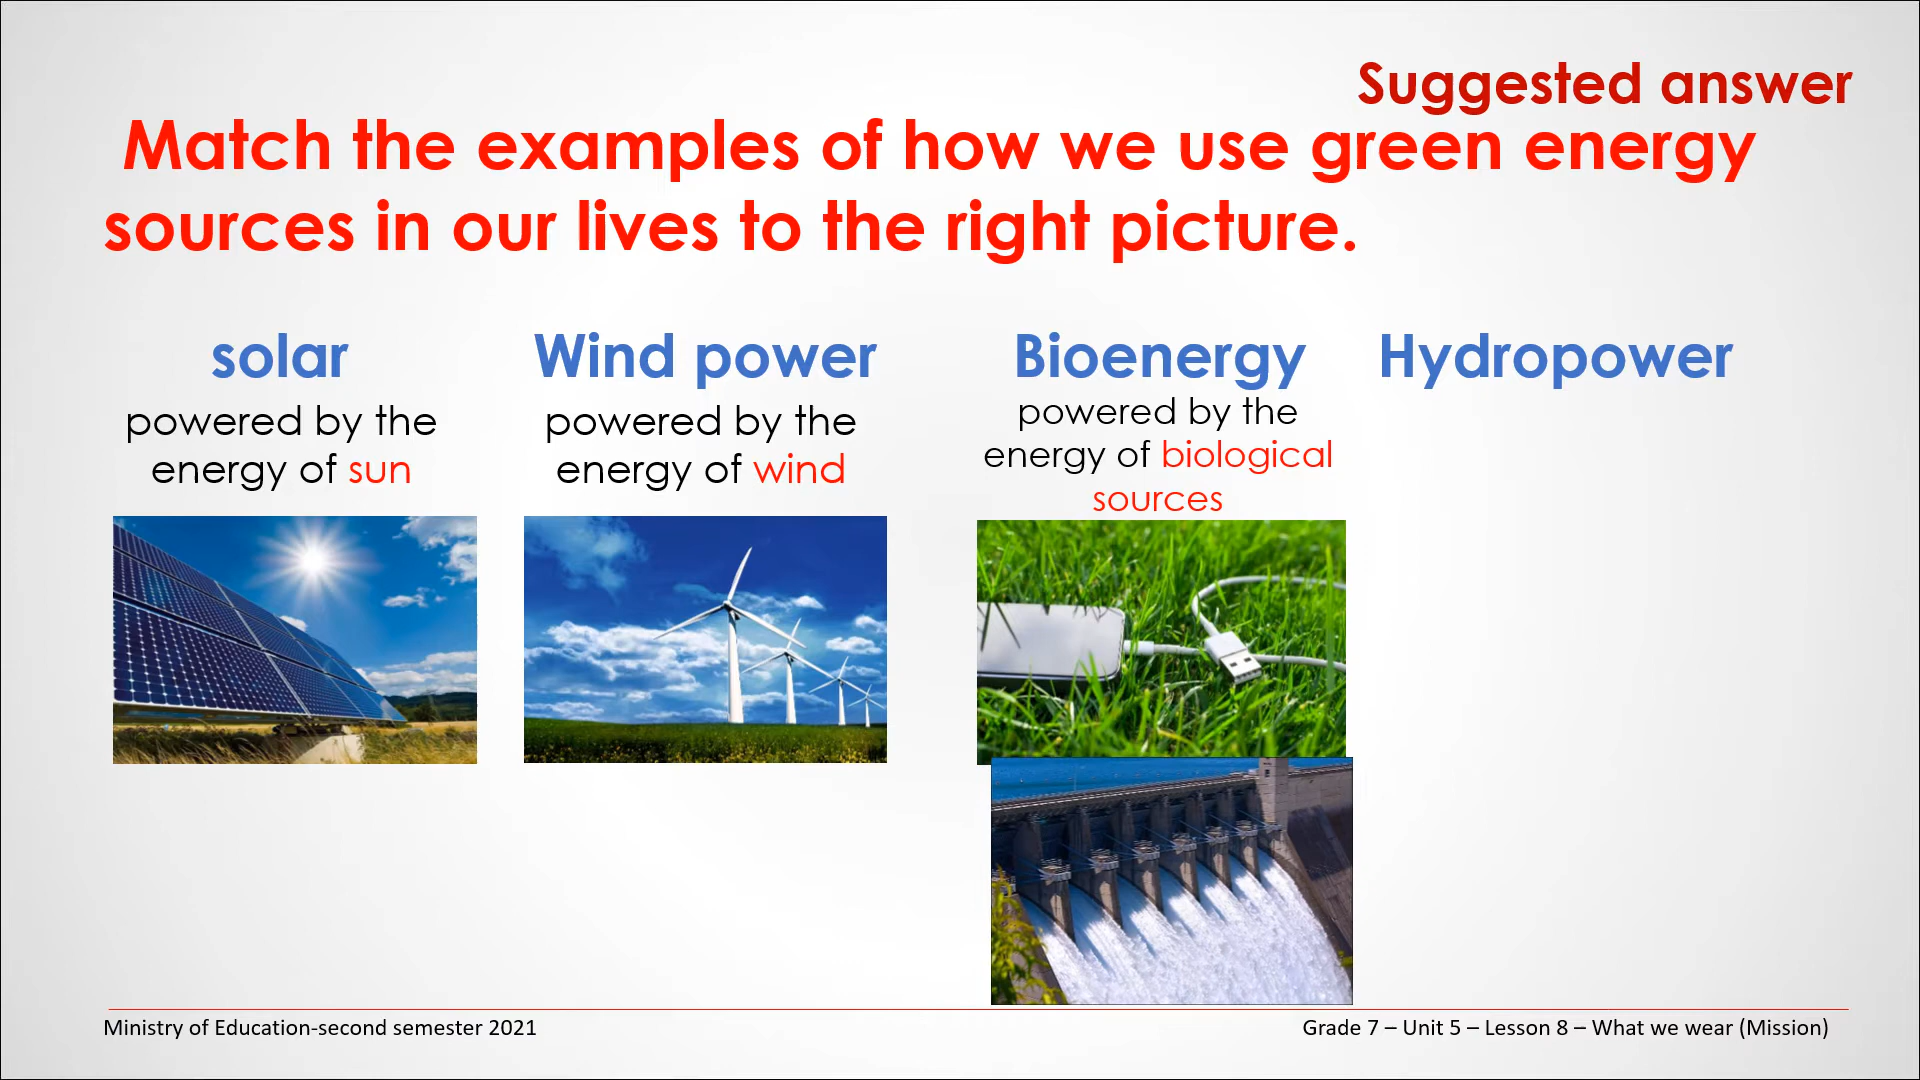 Suggested answer
Match the examples of how we use green energy
sources in our lives to the right picture.
solar
powered by the
energy of sun
Wind power
powered by the
energy of wind
Bioenergy
powered by the
energy of biological
sources
Hydropower
Ministry of Education-second semester 2021
Grade 7 – Unit 5 – Lesson 8 – What we wear (Mission)